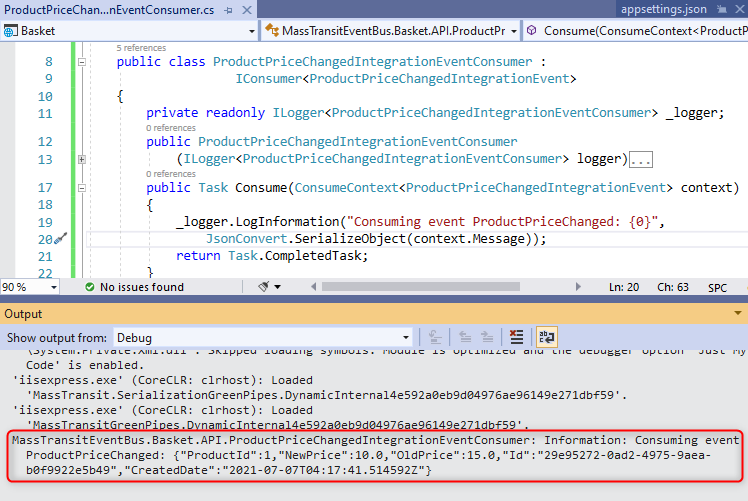 ProductPriceChan...nEventConsumer.cs
appsettings.json
Basket
MassTransitEventBus.Basket.API.ProductPr
Consume(ConsumeContext<ProductP
5 references
8 public class ProductPriceChangedIntegrationEventConsumer :
9 IConsumer<ProductPriceChangedIntegrationEvent>
10 {
11 private readonly ILogger<ProductPriceChangedIntegrationEventConsumer> _logger;
0 references
12 public ProductPriceChangedIntegrationEventConsumer
13 (ILogger<ProductPriceChangedIntegrationEventConsumer> logger)...
0 references
17 public Task Consume(ConsumeContext<ProductPriceChangedIntegrationEvent> context)
18 {
19 _logger.LogInformation("Consuming event ProductPriceChanged: {0}",
20 JsonConvert.SerializeObject(context.Message));
21 return Task.CompletedTask;
22 }
90 % No issues found Ln: 20 Ch: 63 SPC
Output
Show output from: Debug
\System.Private.Xml.dll'. Skipped loading symbols. Module is optimized and the debugger option 'Just My
Code' is enabled.
'iisexpress.exe' (CoreCLR: clrhost): Loaded
'MassTransit.SerializationGreenPipes.DynamicInternal4e592a0eb9d04976ae96149e271dbf59'.
'iisexpress.exe' (CoreCLR: clrhost): Loaded
'MassTransitGreenPipes.DynamicInternal4e592a0eb9d04976ae96149e271dbf59'.
MassTransitEventBus.Basket.API.ProductPriceChangedIntegrationEventConsumer: Information: Consuming event
ProductPriceChanged: {"ProductId":1,"NewPrice":10.0,"OldPrice":15.0,"Id":"29e95272-0ad2-4975-9aea-
b0f9922e5b49","CreatedDate":"2021-07-07T04:17:41.514592Z"}